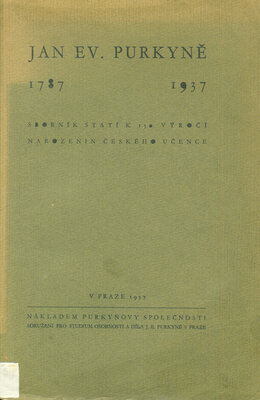 JAN EV. PURKYNĚ
1787 1937
SBORNÍK STATÍ K 150 VÝROČÍ
NAROZENIN ČESKÉHO UČENCE
V PRAZE 1937
NÁKLADEM PURKYŇOVY SPOLEČNOSTI
SDRUŽENÍ PRO STUDIUM OSOBNOSTI A DÍLA J. E. PURKYNĚ V PRAZE